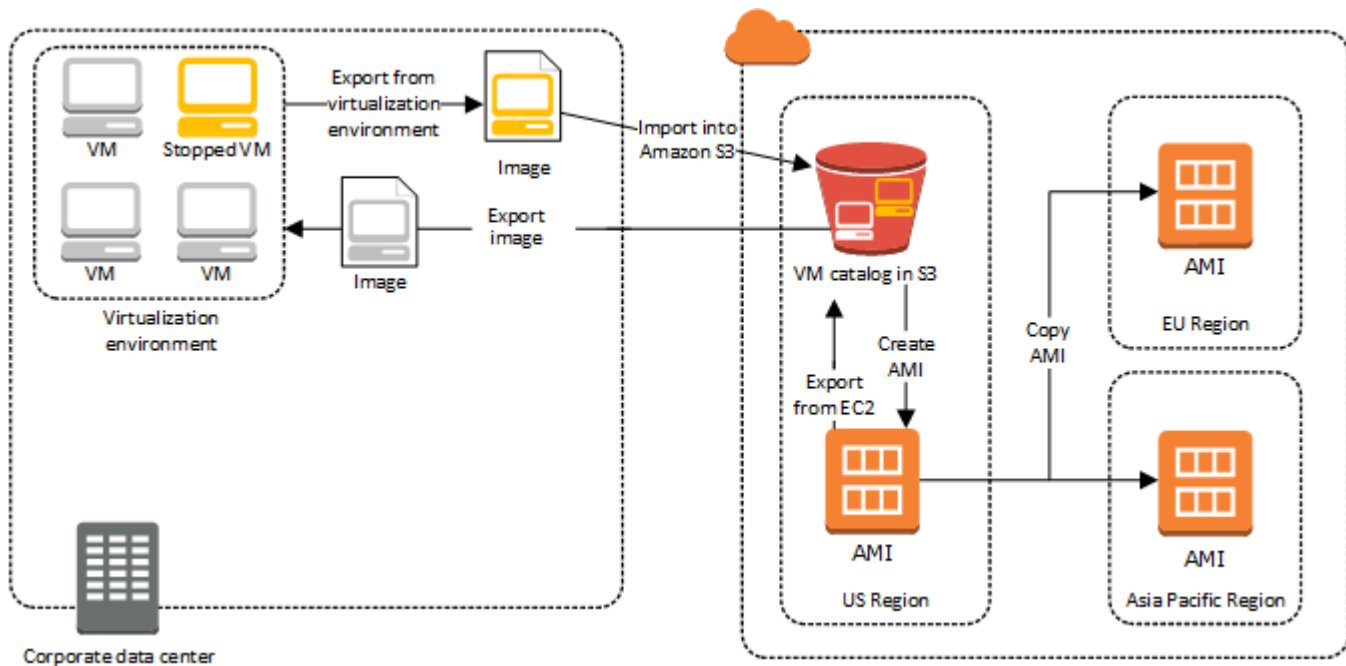 Export from
virtualization
environment
VM
Stopped VM
Image
Import into
Amazon S3
VM
VM
Image
Export
image
Virtualization
environment
VM catalog in S3
Create
AMI
Export
from EC2
AMI
US Region
Copy
AMI
AMI
EU Region
AMI
Asia Pacific Region
Corporate data center